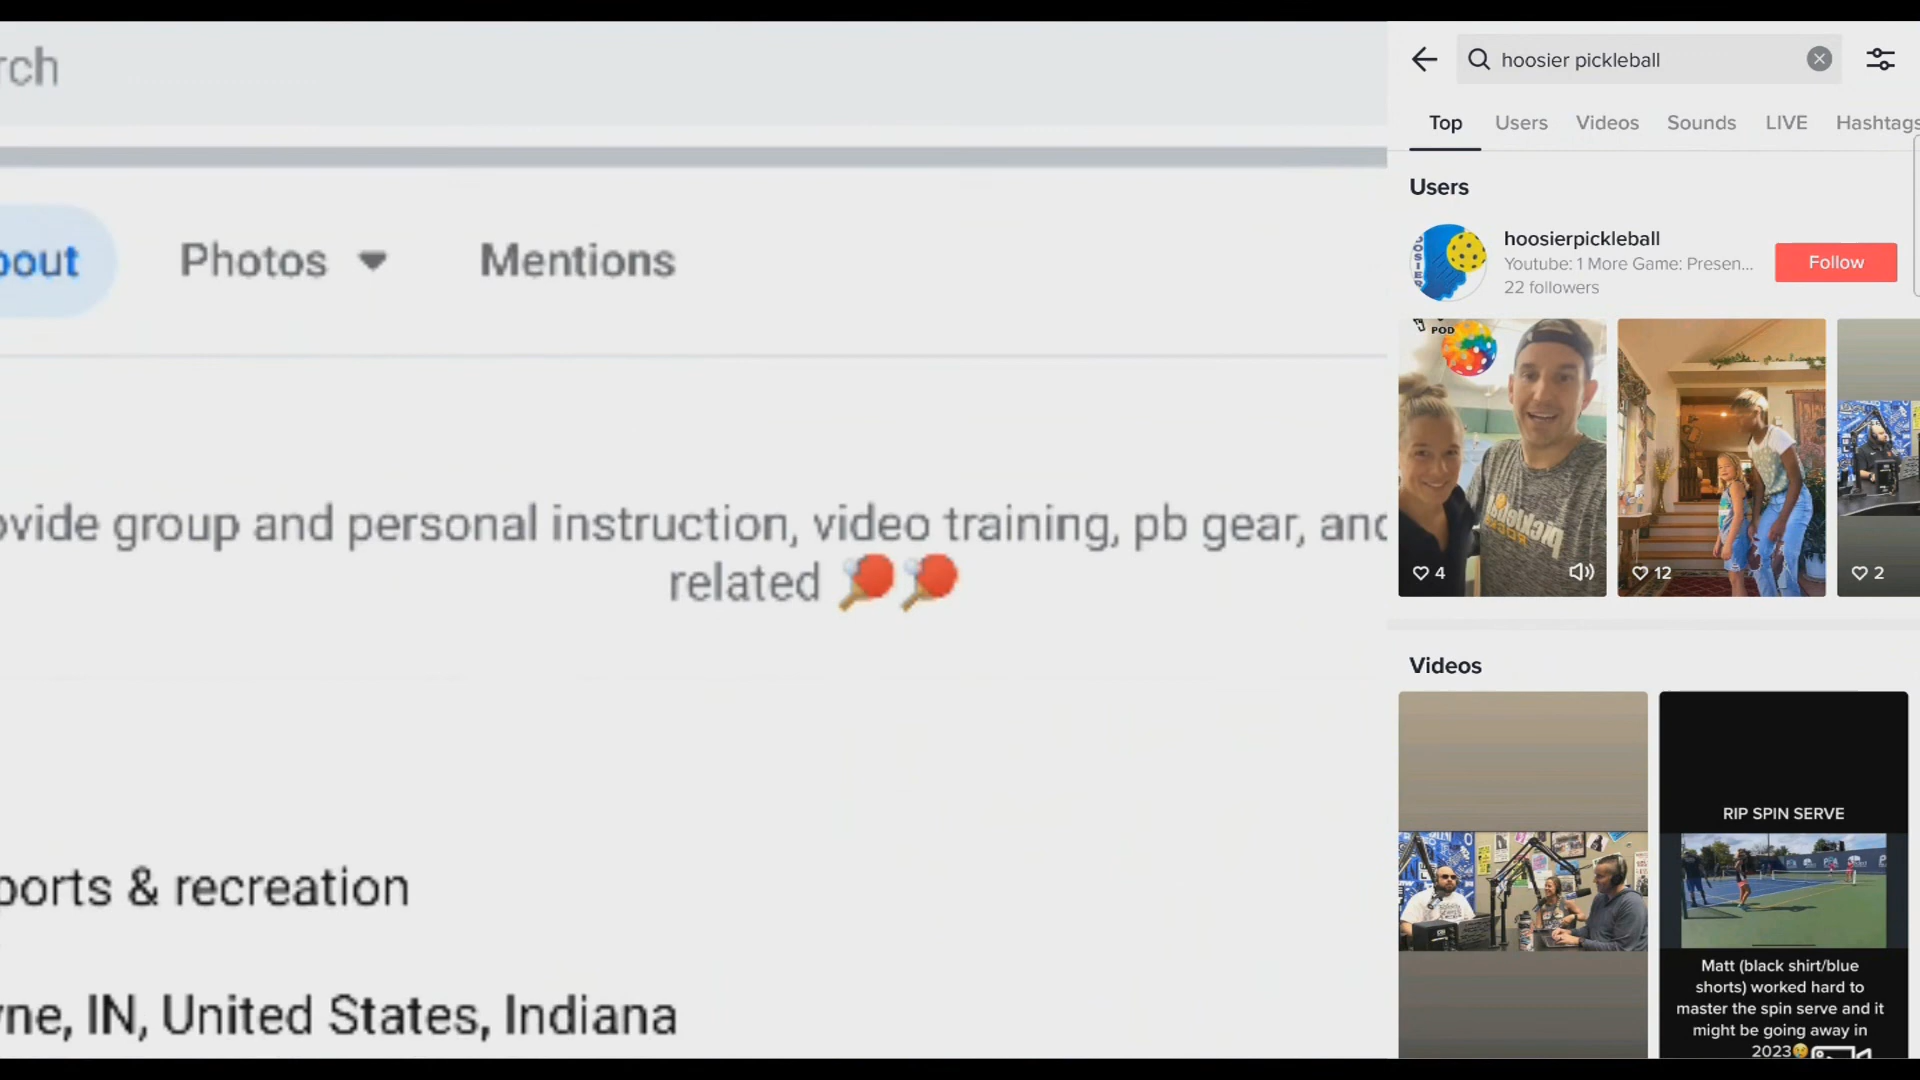 rch
bout
Photos
Mentions
ovide group and personal instruction, video training, pb gear, and
related
ports & recreation
ne, IN, United States, Indiana
hoosier pickleball
Top
Users
Videos
Sounds
LIVE
Hashtags
Users
HOOSIER
hoosierpickleball
Youtube: 1 More Game: Presen...
22 followers
Follow
POD
4
12
2
Videos
RIP SPIN SERVE
Matt (black shirt/blue
shorts) worked hard to
master the spin serve and it
might be going away in
2023